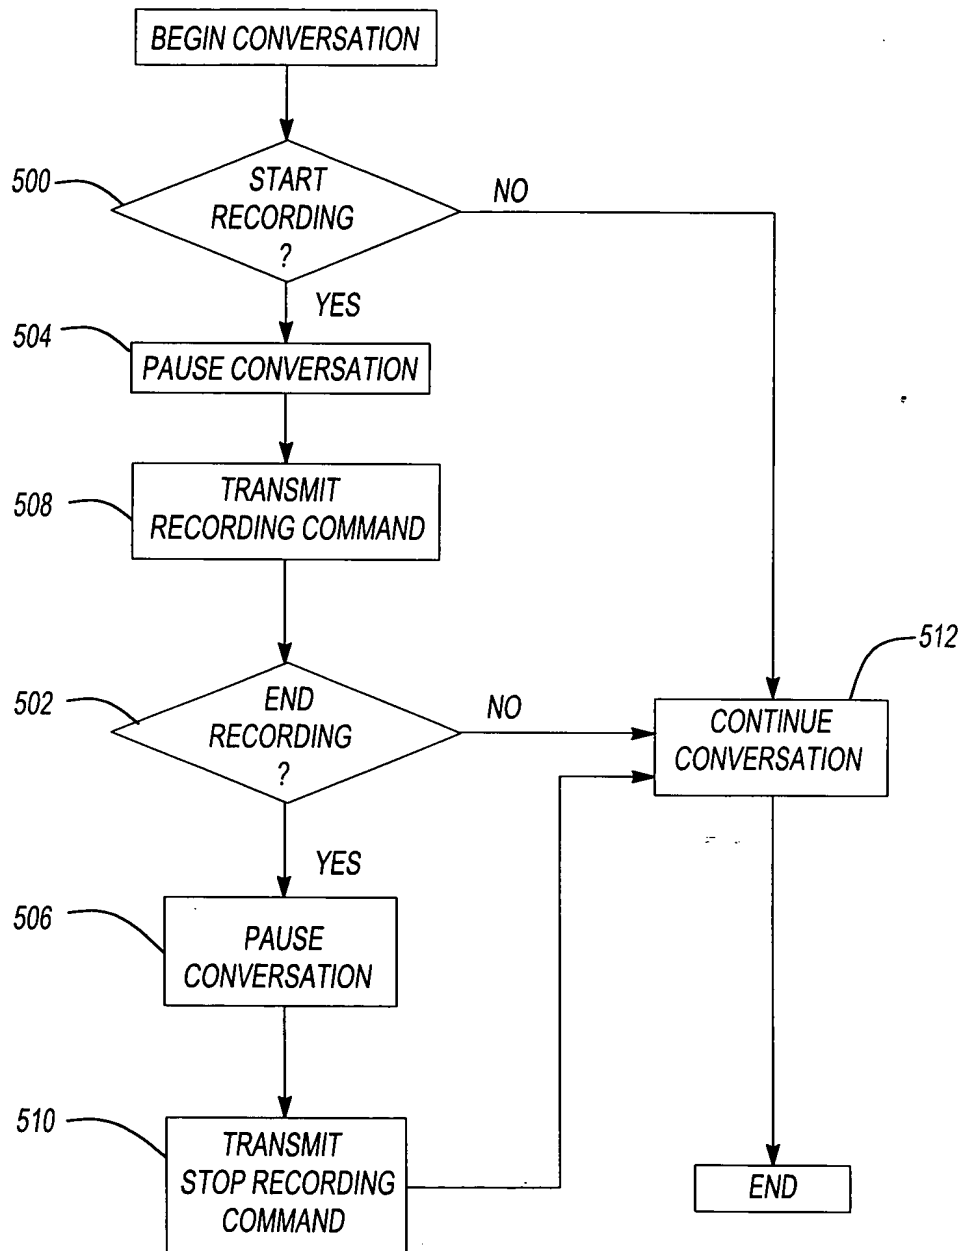 BEGIN CONVERSATION
500
START
RECORDING
?
NO
YES
504
PAUSE CONVERSATION
508
TRANSMIT
RECORDING COMMAND
512
502
END
RECORDING
?
NO
CONTINUE
CONVERSATION
YES
506
PAUSE
CONVERSATION
510
TRANSMIT
STOP RECORDING
COMMAND
END